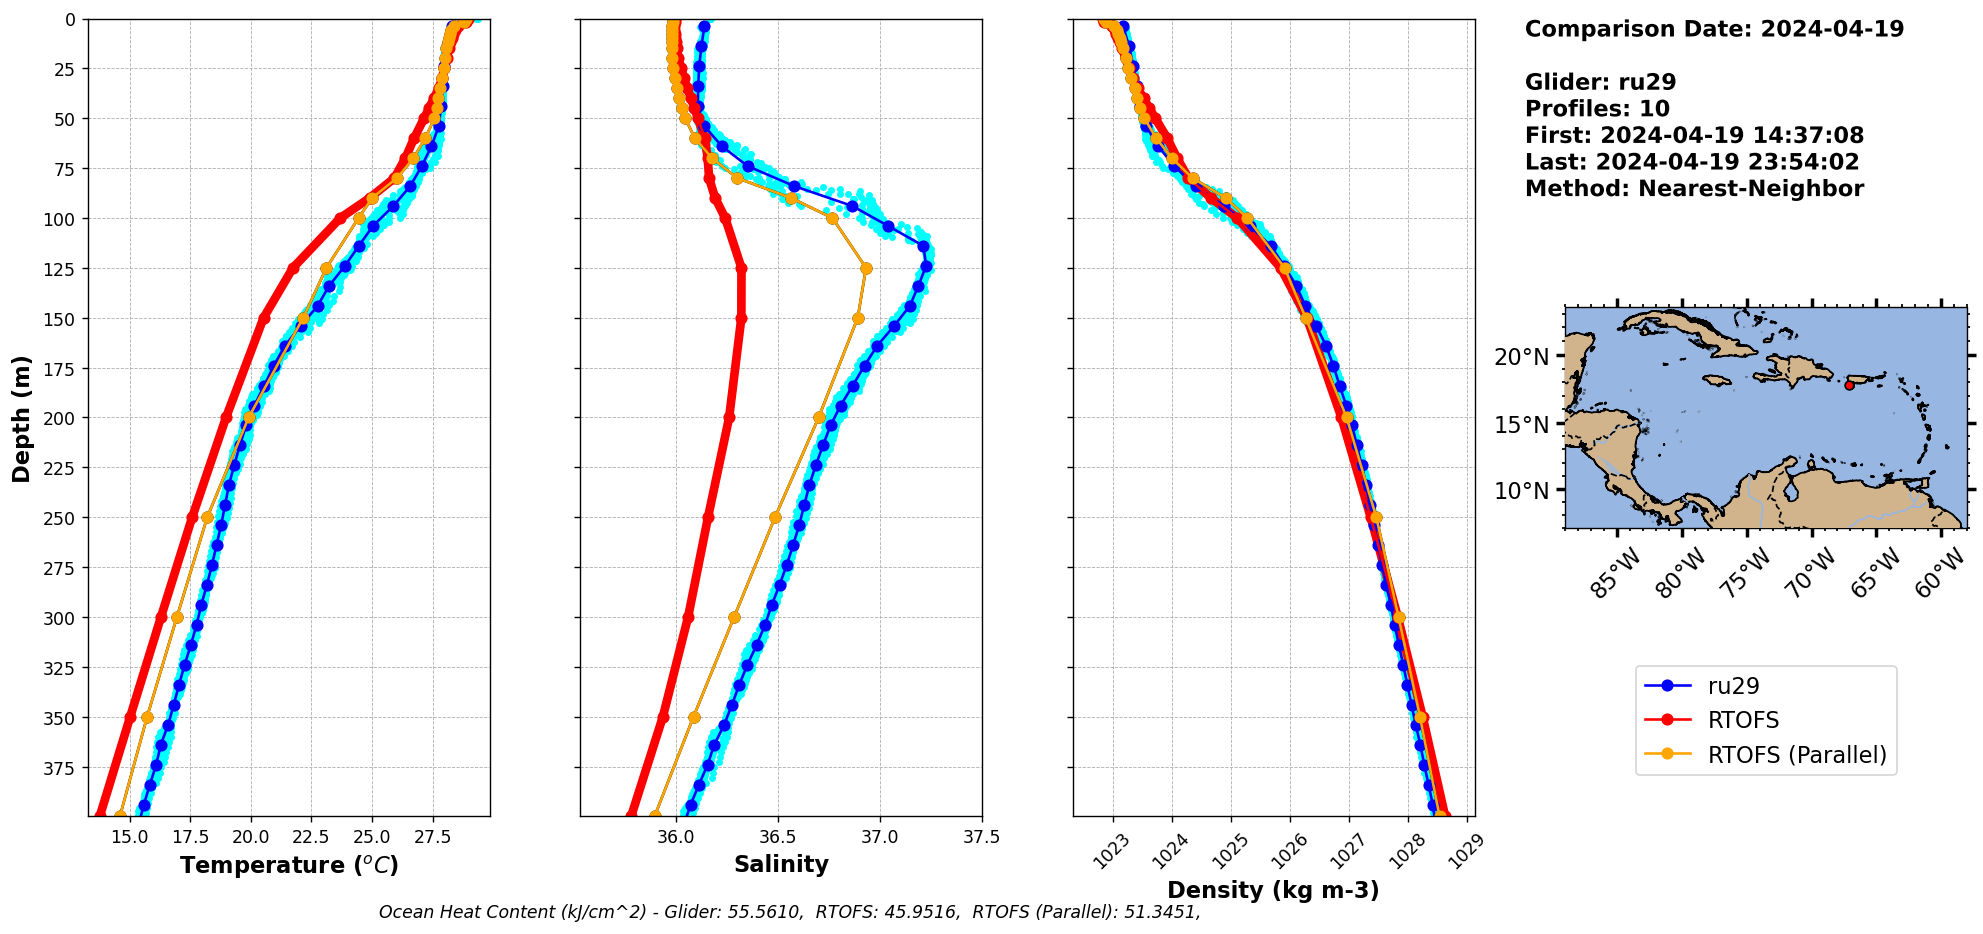 Comparison Date: 2024-04-19
Glider: ru29
Profiles: 10
First: 2024-04-19 14:37:08
Last: 2024-04-19 23:54:02
Method: Nearest-Neighbor
Depth (m)
0
25
50
75
100
125
150
175
200
225
250
275
300
325
350
375
15.0 17.5 20.0 22.5 25.0 27.5
Temperature (°C)
36.0 36.5 37.0 37.5
Salinity
1023 1024 1025 1026 1027 1028 1029
Density (kg m-3)
20°N
15°N
10°N
85°W 80°W 75°W 70°W 65°W 60°W
ru29
RTOFS
RTOFS (Parallel)
Ocean Heat Content (kJ/cm^2) - Glider: 55.5610,  RTOFS: 45.9516,  RTOFS (Parallel): 51.3451,